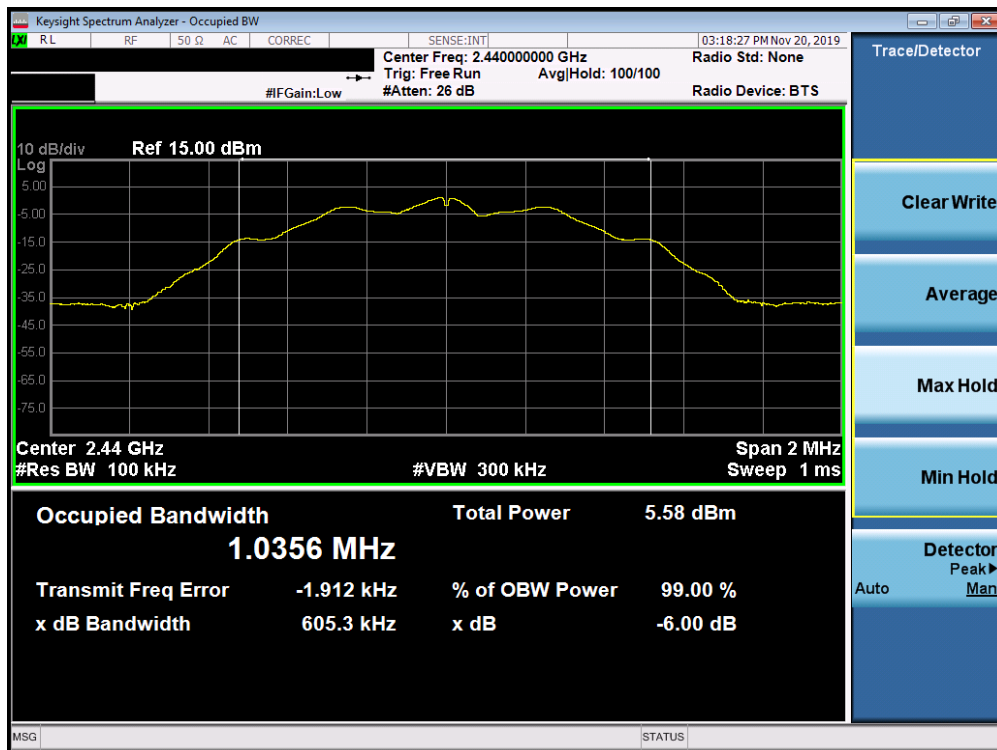 Keysight Spectrum Analyzer - Occupied BW
LXI RL RF 50 Ω AC CORREC SENSE:INT 03:18:27 PM Nov 20, 2019
Center Freq: 2.440000000 GHz Radio Std: None
Trig: Free Run Avg|Hold: 100/100
#IFGain:Low #Atten: 26 dB Radio Device: BTS
Trace/Detector
10 dB/div Ref 15.00 dBm
Log
5.00
-5.00
-15.0
-25.0
-35.0
-45.0
-55.0
-65.0
-75.0
Center 2.44 GHz Span 2 MHz
#Res BW 100 kHz #VBW 300 kHz Sweep 1 ms
Occupied Bandwidth Total Power 5.58 dBm
1.0356 MHz
Transmit Freq Error -1.912 kHz % of OBW Power 99.00 %
x dB Bandwidth 605.3 kHz x dB -6.00 dB
Clear Write
Average
Max Hold
Min Hold
Detector
Peak▶
Auto Man
MSG STATUS